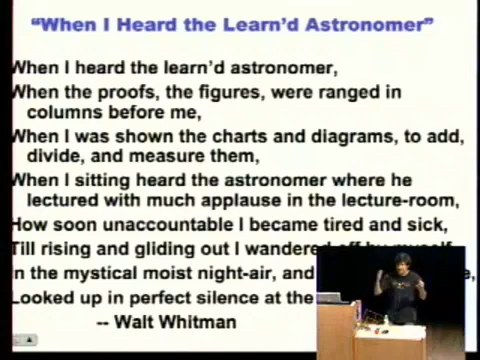 “When I Heard the Learn’d Astronomer”
When I heard the learn’d astronomer,
When the proofs, the figures, were ranged in
columns before me,
When I was shown the charts and diagrams, to add,
divide, and measure them,
When I sitting heard the astronomer where he
lectured with much applause in the lecture-room,
How soon unaccountable I became tired and sick,
Till rising and gliding out I wandered off by myself,
In the mystical moist night-air, and
Looked up in perfect silence at the
-- Walt Whitman